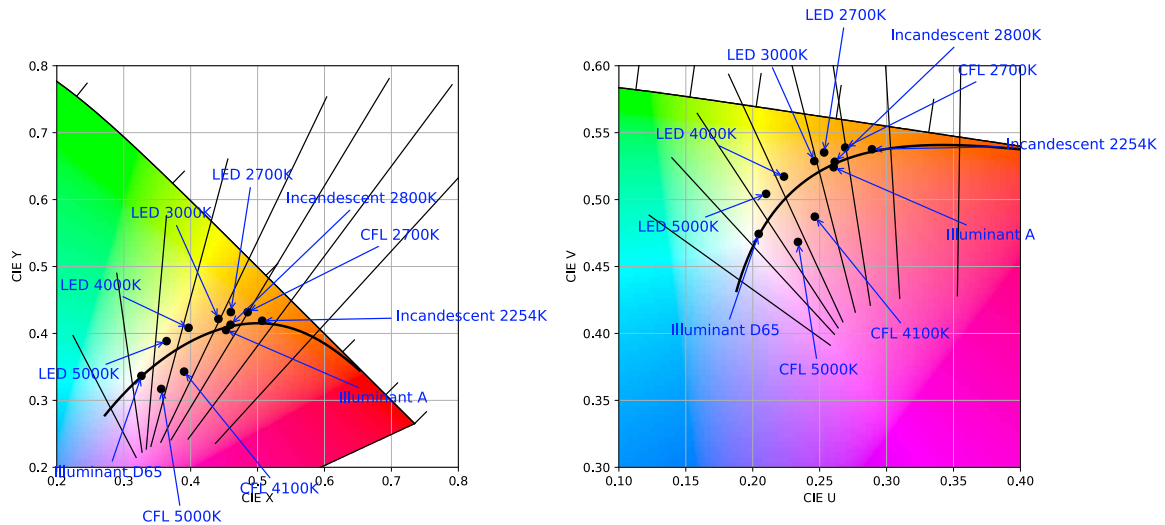 LED 2700K
Incandescent 2800K
LED 3000K
CFL 2700K
LED 4000K
Incandescent 2254K
LED 5000K
Illuminant A
Illuminant D65
CFL 4100K
CFL 5000K
CIE X
CIE Y
0.2
0.3
0.4
0.5
0.6
0.7
0.8
0.2
0.3
0.4
0.5
0.6
0.7
0.8
LED 2700K
Incandescent 2800K
LED 3000K
CFL 2700K
LED 4000K
Incandescent 2254K
LED 5000K
Illuminant A
Illuminant D65
CFL 4100K
CFL 5000K
CIE U
CIE V
0.10
0.15
0.20
0.25
0.30
0.35
0.40
0.30
0.35
0.40
0.45
0.50
0.55
0.60